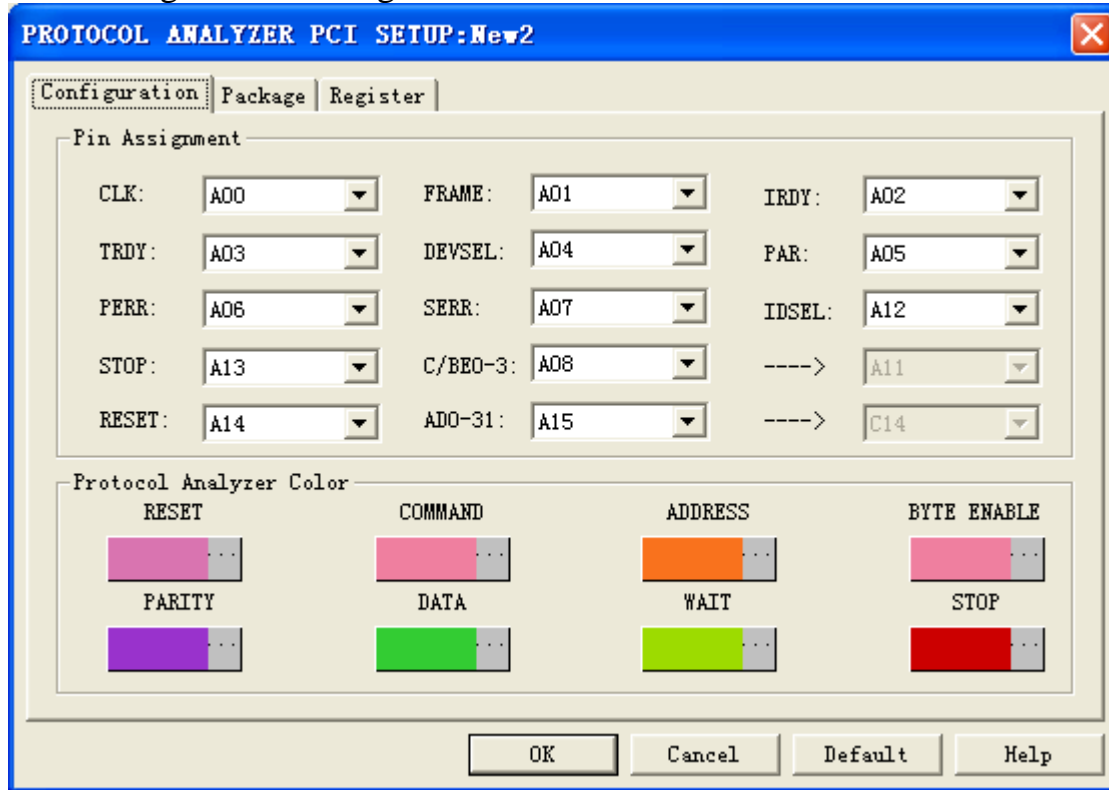 PROTOCOL ANALYZER PCI SETUP:New2
Configuration Package Register
Pin Assignment
CLK: A00 FRAME: A01 IRDY: A02
TRDY: A03 DEVSEL: A04 PAR: A05
PERR: A06 SERR: A07 IDSEL: A12
STOP: A13 C/BE0-3: A08 ----> A11
RESET: A14 AD0-31: A15 ----> C14
Protocol Analyzer Color
RESET COMMAND ADDRESS BYTE ENABLE
... ... ... ...
PARITY DATA WAIT STOP
... ... ... ...
OK Cancel Default Help